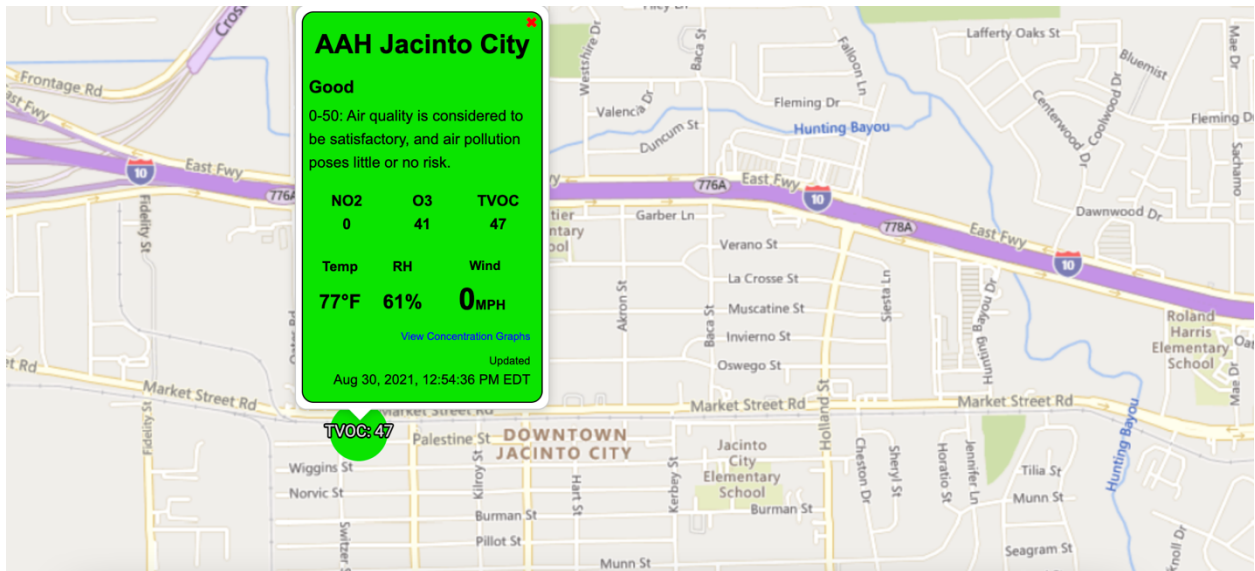 AAH Jacinto City
Good
0-50: Air quality is considered to
be satisfactory, and air pollution
poses little or no risk.
NO2 O3 TVOC
0 41 47
Temp RH Wind
77°F 61% 0MPH
View Concentration Graphs
Updated
Aug 30, 2021, 12:54:36 PM EDT
TVOC: 47
Frontage Rd
East Fwy
10
776A
Fidelity St
Market Street Rd
Fidelity St
Westshire Dr
Baca St
Falloon Ln
Valencia Dr
Duncum St
Fleming Dr
Hunting Bayou
Lafferty Oaks St
Bluemist
Mae Dr
Centerwood Dr
Coolwood Dr
Fleming Dr
Sachamo
776A
East Fwy
10
Garber Ln
778A
Dawnwood Dr
East Fwy
10
Verano St
La Crosse St
Muscatine St
Invierno St
Oswego St
Akron St
Baca St
Siesta Ln
Hunting Bayou Dr
Roland
Harris
Elementary
School
Mae Dr
Market Street Rd
Market Street Rd
Market Street Rd
Holland St
Hunting Bayou
Palestine St
DOWNTOWN
JACINTO CITY
Jacinto
City
Elementary
School
Wiggins St
Norvic St
Switzer St
Kilroy St
Hart St
Kerbey St
Burman St
Burman St
Pillot St
Munn St
Cheston Dr
Sheryl St
Horatio St
Jennifer Ln
Tilia St
Munn St
Seagram St